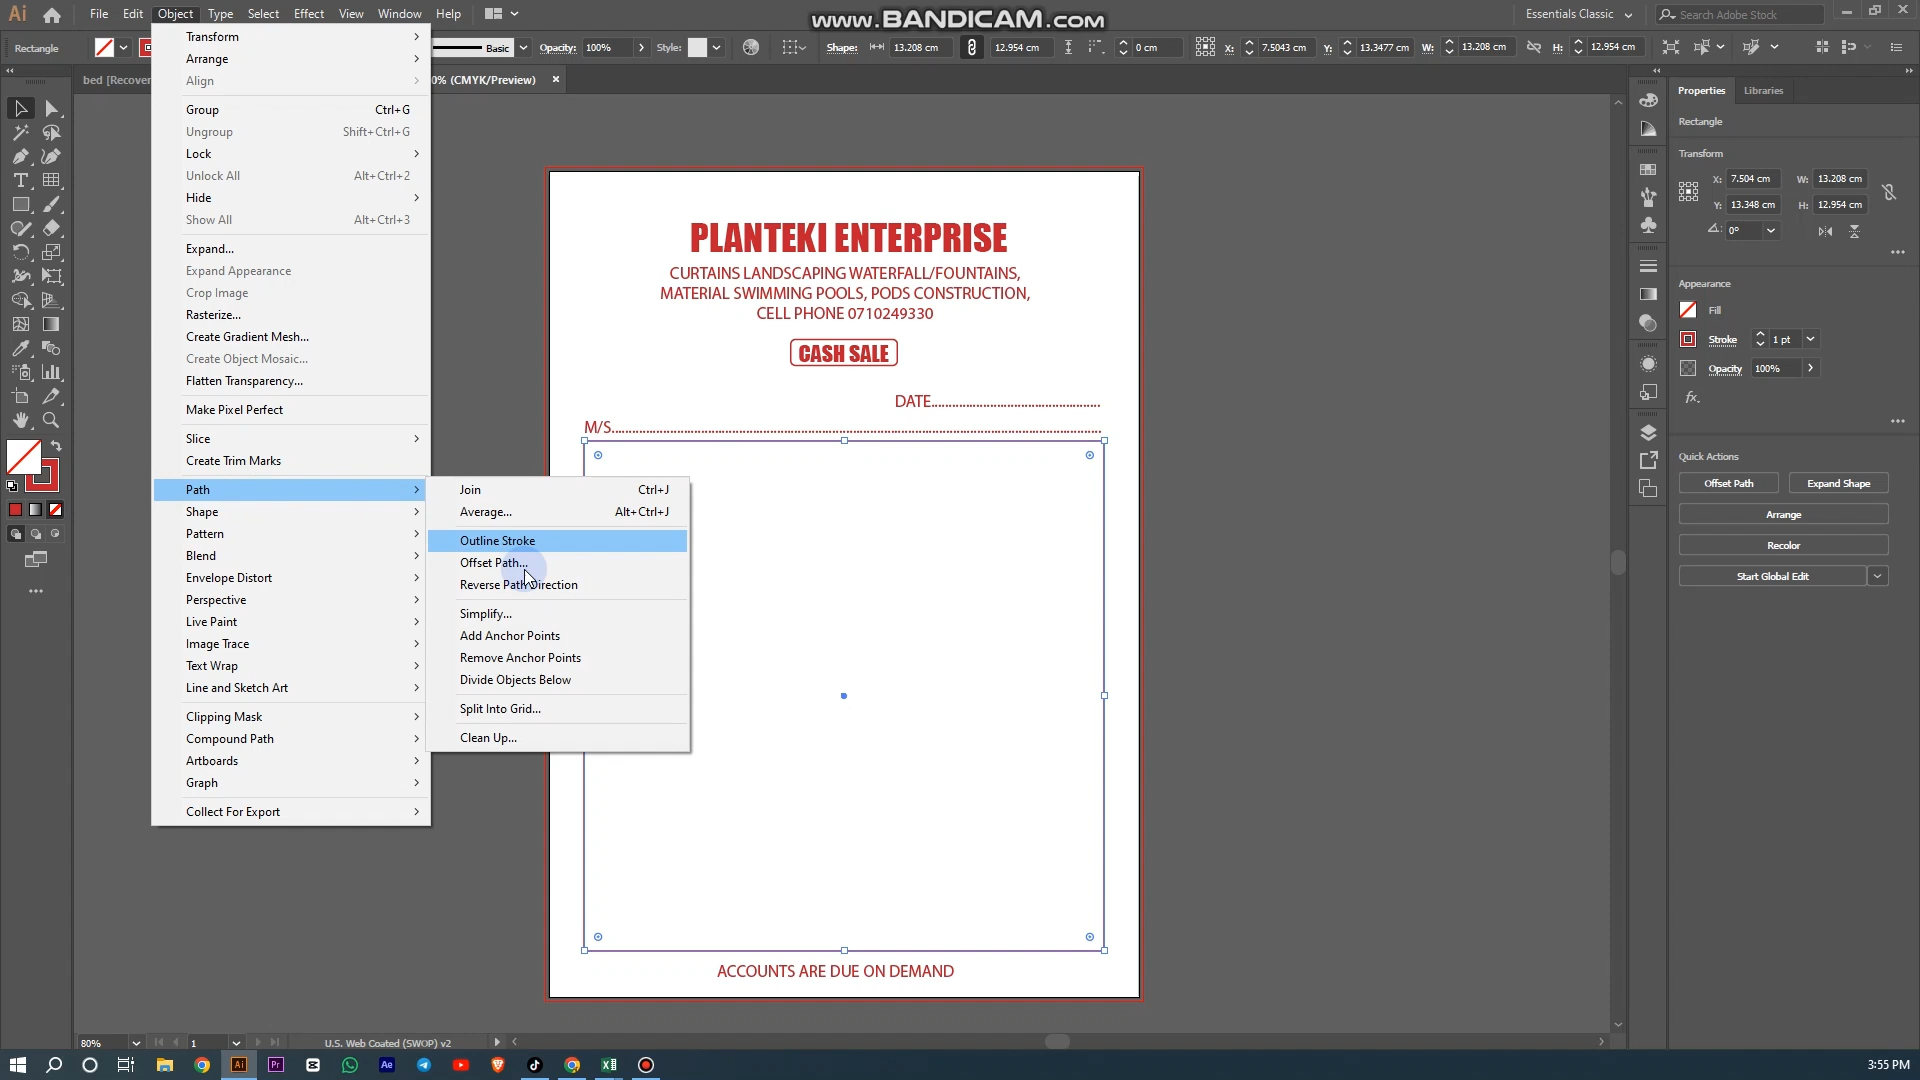 Ai File Edit Object Type Select Effect View Window Help
www.BANDICAM.com
Essentials Classic Search Adobe Stock
Rectangle Basic Opacity: 100% Style: Shape: 13.208 cm 12.954 cm 0 cm X: 7.5043 cm Y: 13.3477 cm W: 13.208 cm H: 12.954 cm
bed [Recover 0% (CMYK/Preview) ×
Transform
Arrange
Align
Group Ctrl+G
Ungroup Shift+Ctrl+G
Lock
Unlock All Alt+Ctrl+2
Hide
Show All Alt+Ctrl+3
Expand...
Expand Appearance
Crop Image
Rasterize...
Create Gradient Mesh...
Create Object Mosaic...
Flatten Transparency...
Make Pixel Perfect
Slice
Create Trim Marks
Path
Shape
Pattern
Blend
Envelope Distort
Perspective
Live Paint
Image Trace
Text Wrap
Line and Sketch Art
Clipping Mask
Compound Path
Artboards
Graph
Collect For Export
Join Ctrl+J
Average... Alt+Ctrl+J
Outline Stroke
Offset Path...
Reverse Path Direction
Simplify...
Add Anchor Points
Remove Anchor Points
Divide Objects Below
Split Into Grid...
Clean Up...
PLANTEKI ENTERPRISE
CURTAINS LANDSCAPING WATERFALL/FOUNTAINS,
MATERIAL SWIMMING POOLS, PODS CONSTRUCTION,
CELL PHONE 0710249330
CASH SALE
DATE................................................
M/S................................................................................
ACCOUNTS ARE DUE ON DEMAND
Properties Libraries
Rectangle
Transform
X: 7.504 cm W: 13.208 cm
Y: 13.348 cm H: 12.954 cm
0°
Appearance
Fill
Stroke 1 pt
Opacity 100%
fx.
Quick Actions
Offset Path Expand Shape
Arrange
Recolor
Start Global Edit
80% 1 U.S. Web Coated (SWOP) v2
Ai Pr Ae
3:55 PM